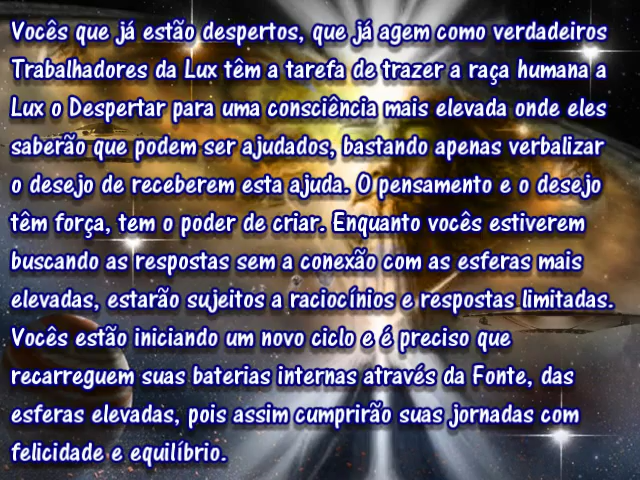 Vocês que já estão despertos, que já agem como verdadeiros
Trabalhadores da Luz têm a tarefa de trazer a raça humana a
Lux o Despertar para uma consciência mais elevada onde eles
saberão que podem ser ajudados, bastando apenas verbalizar
o desejo de receberem esta ajuda. O pensamento e o desejo
têm força, tem o poder de criar. Enquanto vocês estiverem
buscando as respostas sem a conexão com as esferas mais
elevadas, estarão sujeitos a raciocínios e respostas limitadas.
Vocês estão iniciando um novo ciclo e é preciso que
recarreguem suas baterias internas através da Fonte, das
esferas elevadas, pois assim cumprirão suas jornadas com
felicidade e equilíbrio.